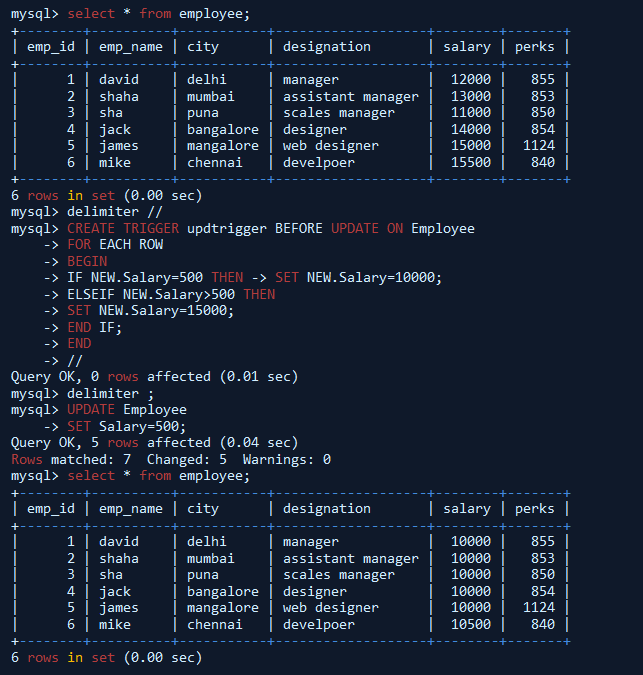 mysql> select * from employee;
+--------+----------+-----------+-------------------+--------+-------+
| emp_id | emp_name | city      | designation       | salary | perks |
+--------+----------+-----------+-------------------+--------+-------+
|      1 | david    | delhi     | manager           |  12000 |   855 |
|      2 | shaha    | mumbai    | assistant manager |  13000 |   853 |
|      3 | sha      | puna      | scales manager    |  11000 |   850 |
|      4 | jack     | bangalore | designer          |  14000 |   854 |
|      5 | james    | mangalore | web designer      |  15000 |  1124 |
|      6 | mike     | chennai   | develpoer         |  15500 |   840 |
+--------+----------+-----------+-------------------+--------+-------+
6 rows in set (0.00 sec)
mysql> delimiter //
mysql> CREATE TRIGGER updtrigger BEFORE UPDATE ON Employee
    -> FOR EACH ROW
    -> BEGIN
    -> IF NEW.Salary=500 THEN -> SET NEW.Salary=10000;
    -> ELSEIF NEW.Salary>500 THEN
    -> SET NEW.Salary=15000;
    -> END IF;
    -> END
    -> //
Query OK, 0 rows affected (0.01 sec)
mysql> delimiter ;
mysql> UPDATE Employee
    -> SET Salary=500;
Query OK, 5 rows affected (0.04 sec)
Rows matched: 7  Changed: 5  Warnings: 0
mysql> select * from employee;
+--------+----------+-----------+-------------------+--------+-------+
| emp_id | emp_name | city      | designation       | salary | perks |
+--------+----------+-----------+-------------------+--------+-------+
|      1 | david    | delhi     | manager           |  10000 |   855 |
|      2 | shaha    | mumbai    | assistant manager |  10000 |   853 |
|      3 | sha      | puna      | scales manager    |  10000 |   850 |
|      4 | jack     | bangalore | designer          |  10000 |   854 |
|      5 | james    | mangalore | web designer      |  10000 |  1124 |
|      6 | mike     | chennai   | develpoer         |  10500 |   840 |
+--------+----------+-----------+-------------------+--------+-------+
6 rows in set (0.00 sec)